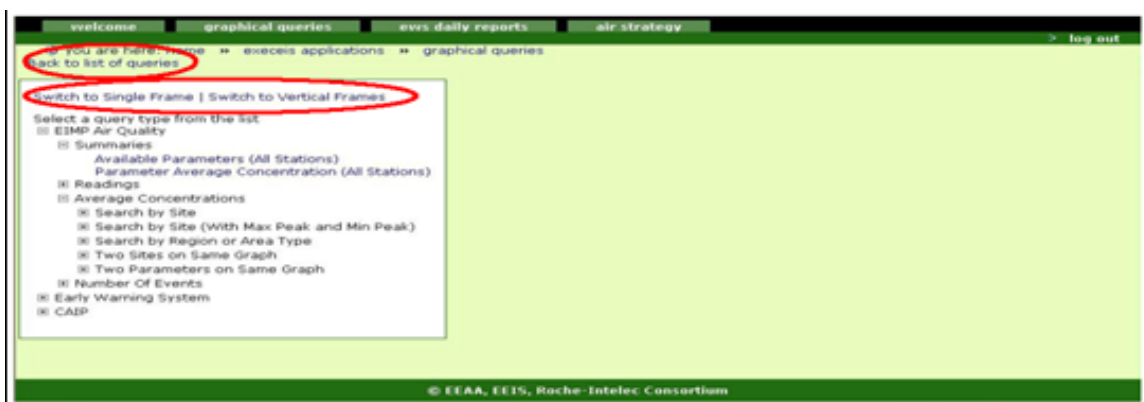 welcome graphical queries ews daily reports air strategy
> log out
you are here: home » execeis applications » graphical queries
Back to list of queries
Switch to Single Frame | Switch to Vertical Frames
Select a query type from the list
EIMP Air Quality
Summaries
Available Parameters (All Stations)
Parameter Average Concentration (All Stations)
Readings
Average Concentrations
Search by Site
Search by Site (With Max Peak and Min Peak)
Search by Region or Area Type
Two Sites on Same Graph
Two Parameters on Same Graph
Number Of Events
Early Warning System
CAIP
© EEAA, EEIS, Roche-Intelec Consortium